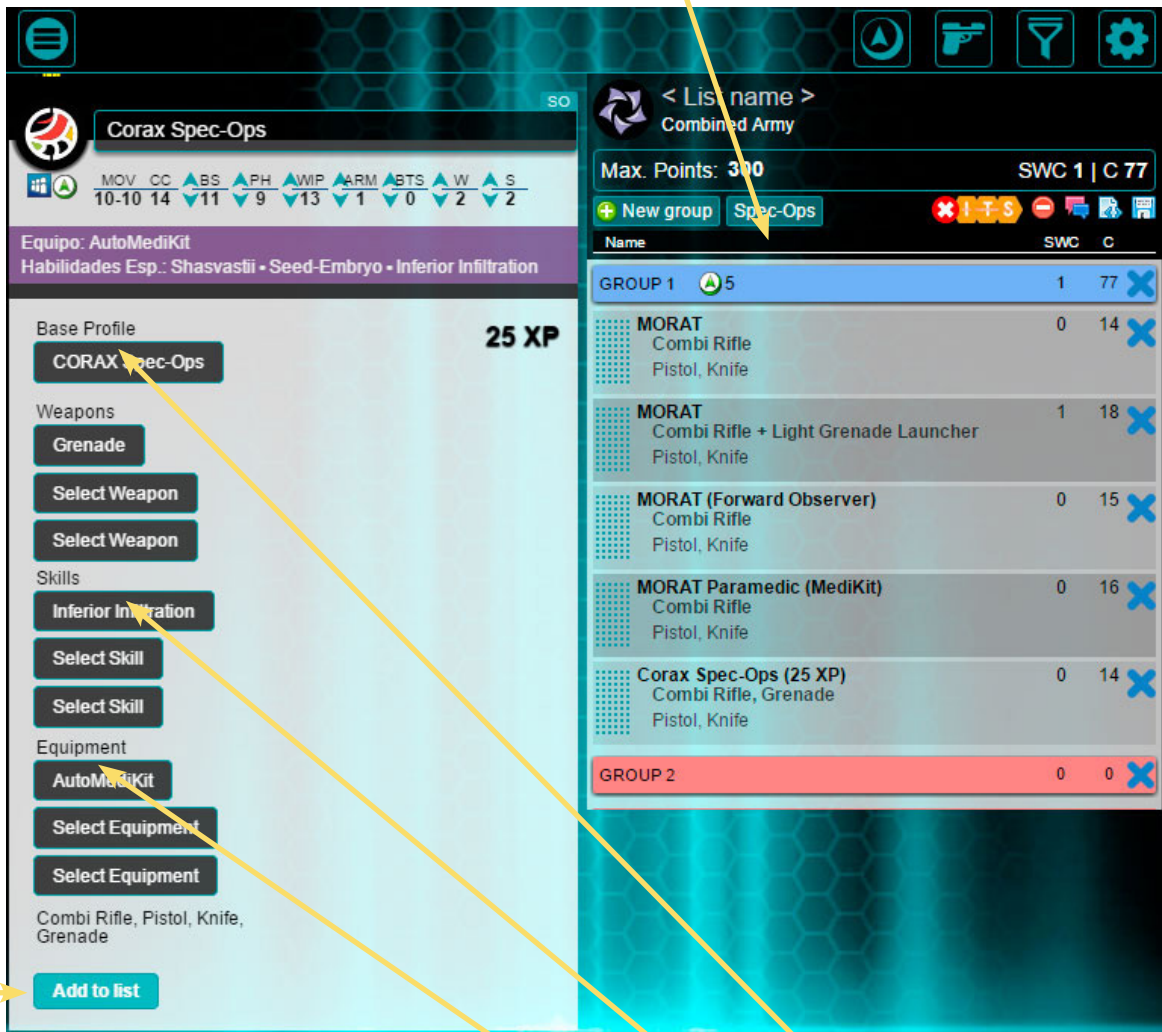 SO
Corax Spec-Ops
MOV CC BS PH WIP ARM BTS W S
10-10 14 11 9 13 1 0 2 2
Equipo: AutoMediKit
Habilidades Esp.: Shasvastii • Seed-Embryo • Inferior Infiltration
Base Profile
25 XP
CORAX Spec-Ops
Weapons
Grenade
Select Weapon
Select Weapon
Skills
Inferior Infiltration
Select Skill
Select Skill
Equipment
AutoMediKit
Select Equipment
Select Equipment
Combi Rifle, Pistol, Knife,
Grenade
Add to list
< List name >
Combined Army
Max. Points: 300 SWC 1 | C 77
New group Spec-Ops I T S
Name SWC C
GROUP 1 5 1 77
MORAT 0 14
Combi Rifle
Pistol, Knife
MORAT 1 18
Combi Rifle + Light Grenade Launcher
Pistol, Knife
MORAT (Forward Observer) 0 15
Combi Rifle
Pistol, Knife
MORAT Paramedic (MediKit) 0 16
Combi Rifle
Pistol, Knife
Corax Spec-Ops (25 XP) 0 14
Combi Rifle, Grenade
Pistol, Knife
GROUP 2 0 0